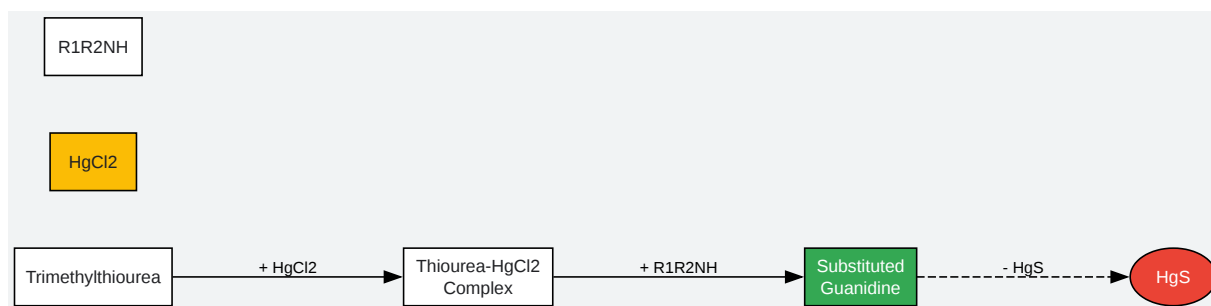 R1R2NH
HgCl2
Trimethylthiourea
+ HgCl2
Thiourea-HgCl2
Complex
+ R1R2NH
Substituted
Guanidine
- HgS
HgS